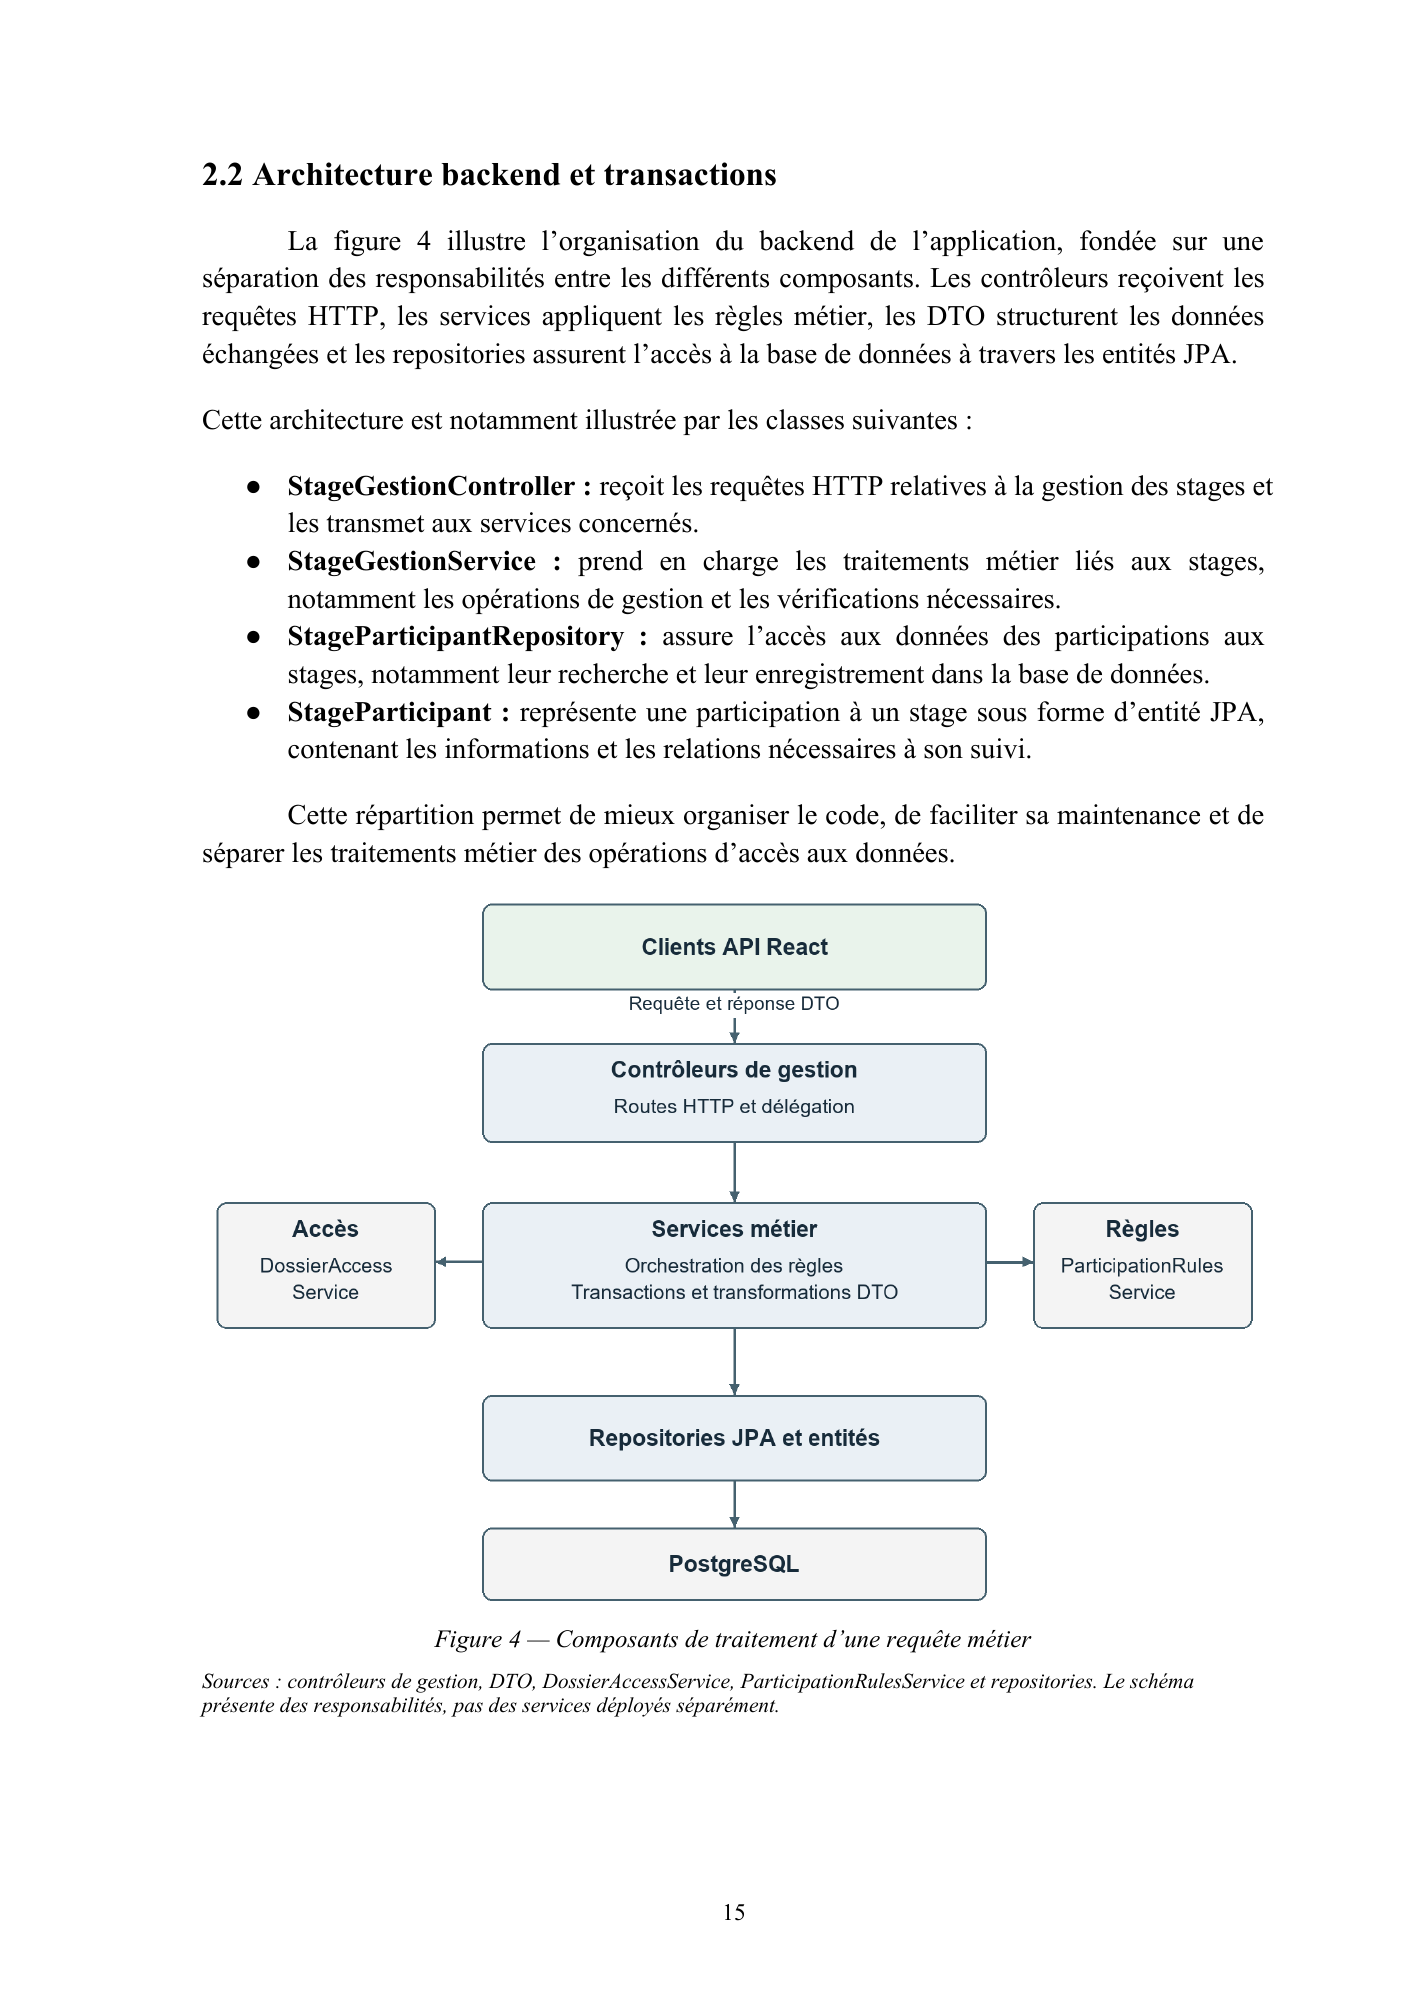 2.2 Architecture backend et transactions
La figure 4 illustre l’organisation du backend de l’application, fondée sur une
séparation des responsabilités entre les différents composants. Les contrôleurs reçoivent les
requêtes HTTP, les services appliquent les règles métier, les DTO structurent les données
échangées et les repositories assurent l’accès à la base de données à travers les entités JPA.
Cette architecture est notamment illustrée par les classes suivantes :
● StageGestionController : reçoit les requêtes HTTP relatives à la gestion des stages et
les transmet aux services concernés.
● StageGestionService : prend en charge les traitements métier liés aux stages,
notamment les opérations de gestion et les vérifications nécessaires.
● StageParticipantRepository : assure l’accès aux données des participations aux
stages, notamment leur recherche et leur enregistrement dans la base de données.
● StageParticipant : représente une participation à un stage sous forme d’entité JPA,
contenant les informations et les relations nécessaires à son suivi.
Cette répartition permet de mieux organiser le code, de faciliter sa maintenance et de
séparer les traitements métier des opérations d’accès aux données.
Clients API React
Requête et réponse DTO
Contrôleurs de gestion
Routes HTTP et délégation
Accès
DossierAccess
Service
Services métier
Orchestration des règles
Transactions et transformations DTO
Règles
ParticipationRules
Service
Repositories JPA et entités
PostgreSQL
Figure 4 — Composants de traitement d’une requête métier
Sources : contrôleurs de gestion, DTO, DossierAccessService, ParticipationRulesService et repositories. Le schéma
présente des responsabilités, pas des services déployés séparément.
15